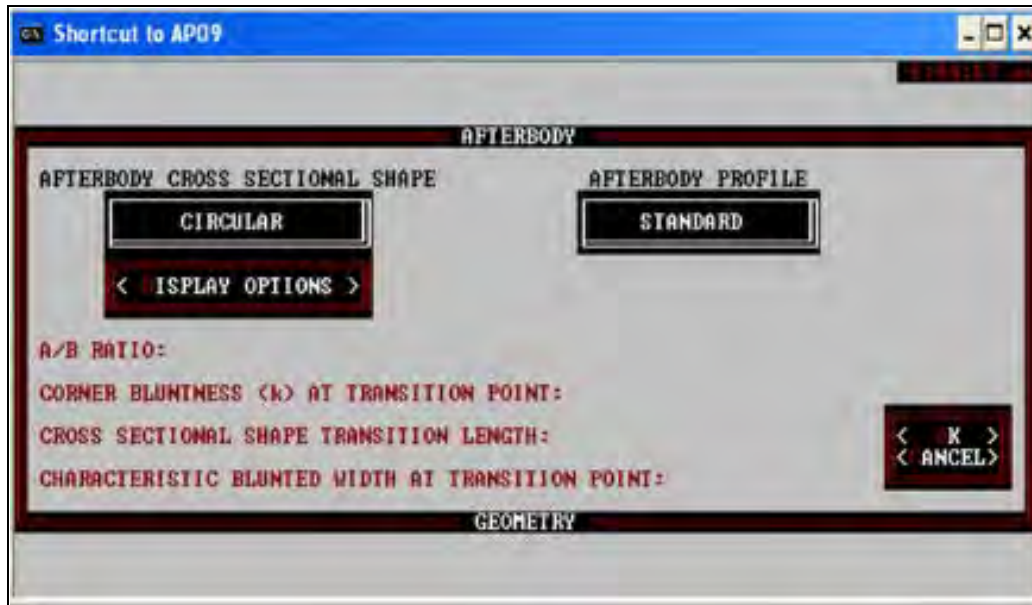 Shortcut to AP09
AFTERBODY
AFTERBODY CROSS SECTIONAL SHAPE
AFTERBODY PROFILE
CIRCULAR
STANDARD
< ISPLAY OPTIONS >
A/B RATIO:
CORNER BLUNTNESS (k) AT TRANSITION POINT:
CROSS SECTIONAL SHAPE TRANSITION LENGTH:
< K >
< ANCEL>
CHARACTERISTIC BLUNTED WIDTH AT TRANSITION POINT:
GEOMETRY